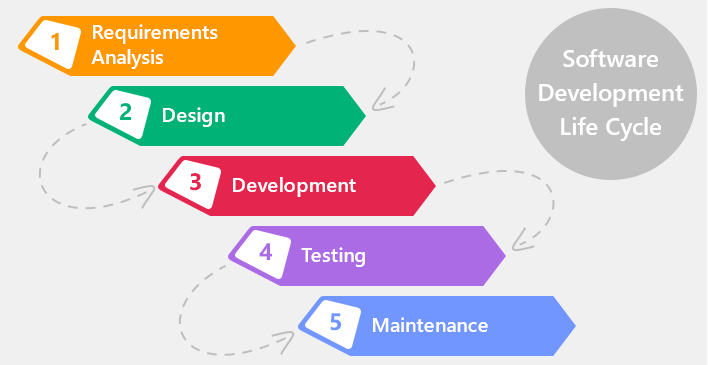 1
Requirements
Analysis
2
Design
3
Development
4
Testing
5
Maintenance
Software
Development
Life Cycle